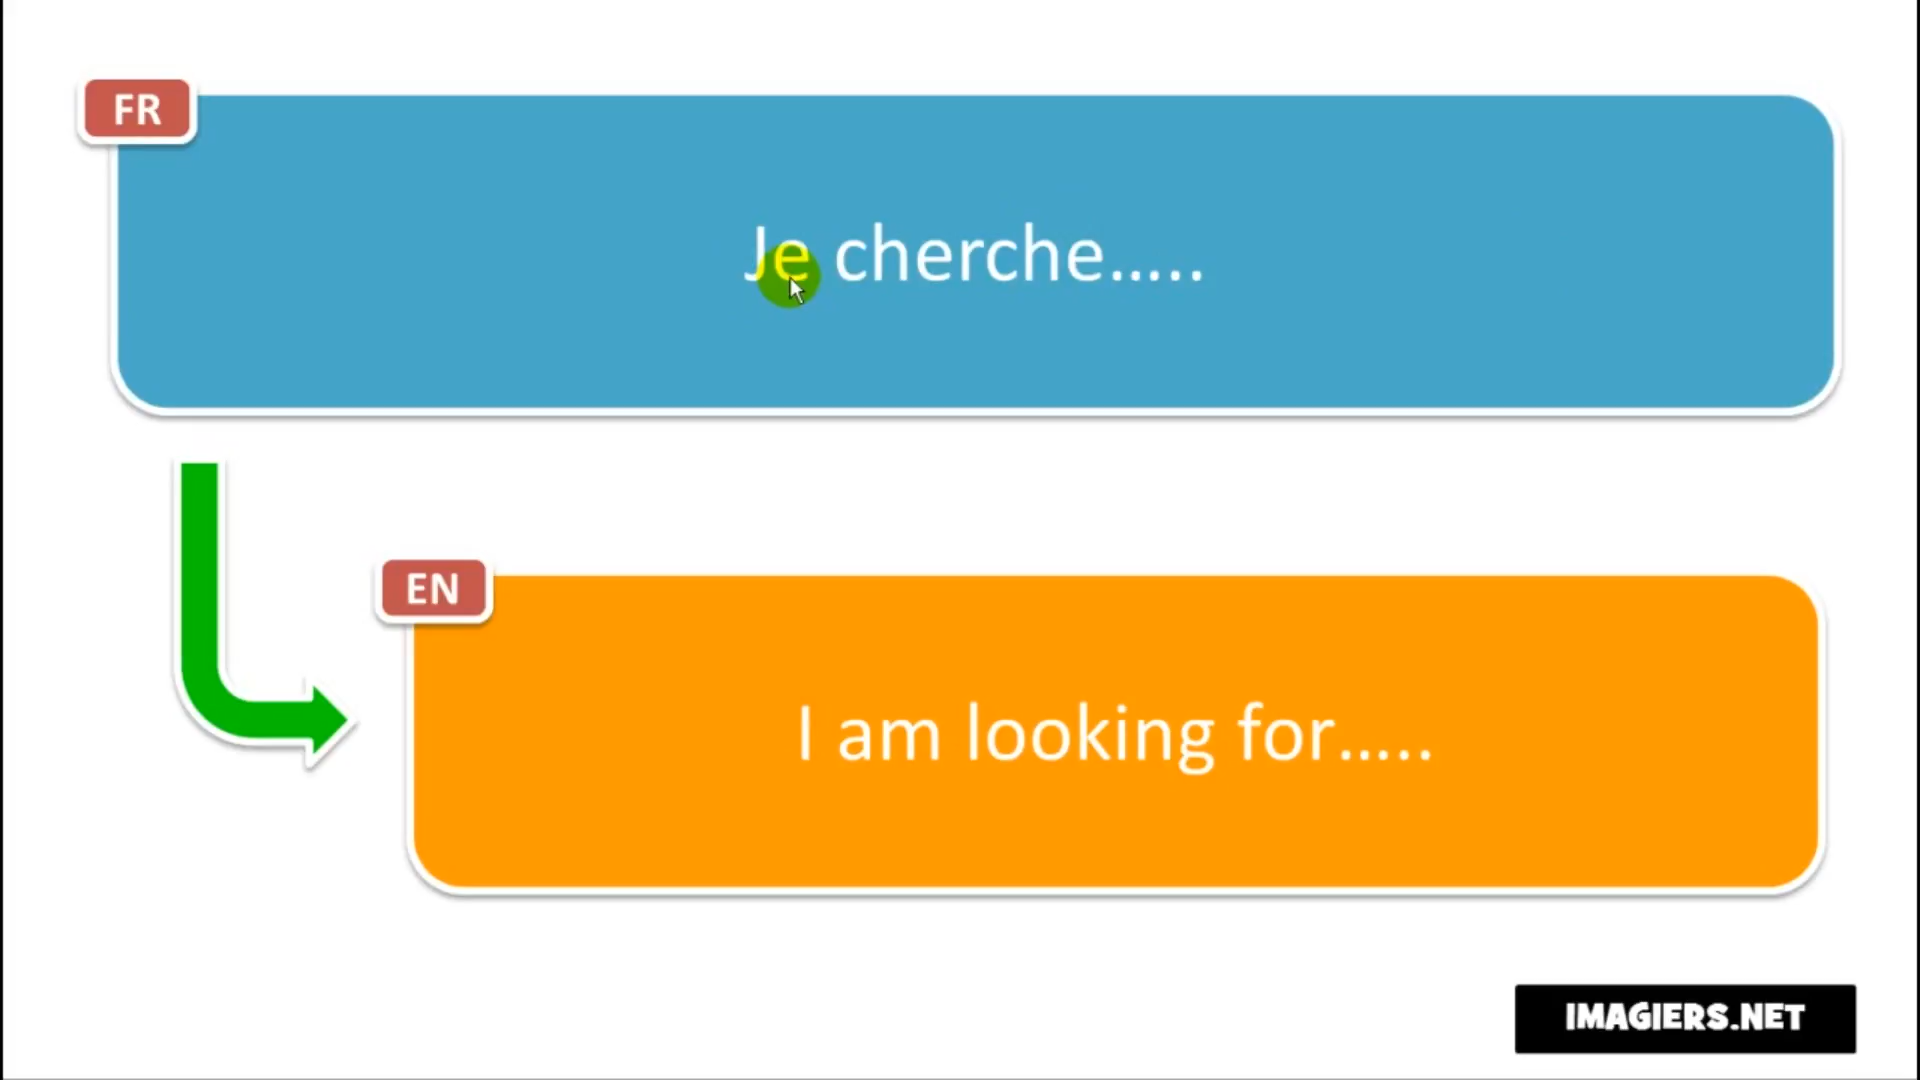 FR
Je cherche.....
EN
I am looking for.....
IMAGIERS.NET